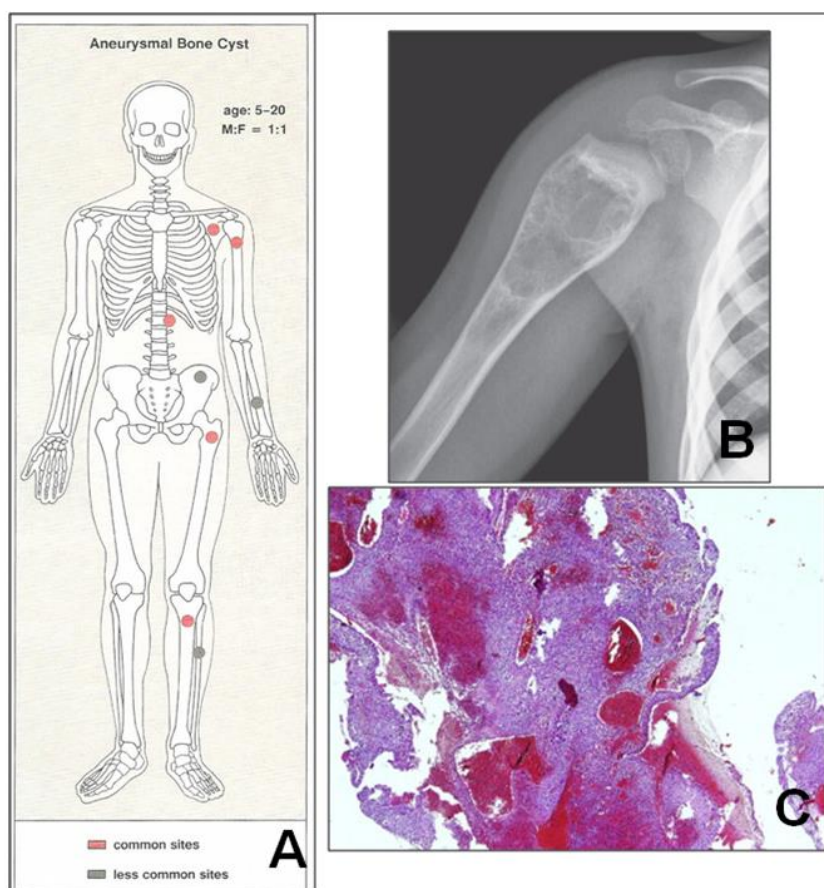 Aneurysmal Bone Cyst
age: 5–20
M:F = 1:1
common sites
less common sites
A
B
C